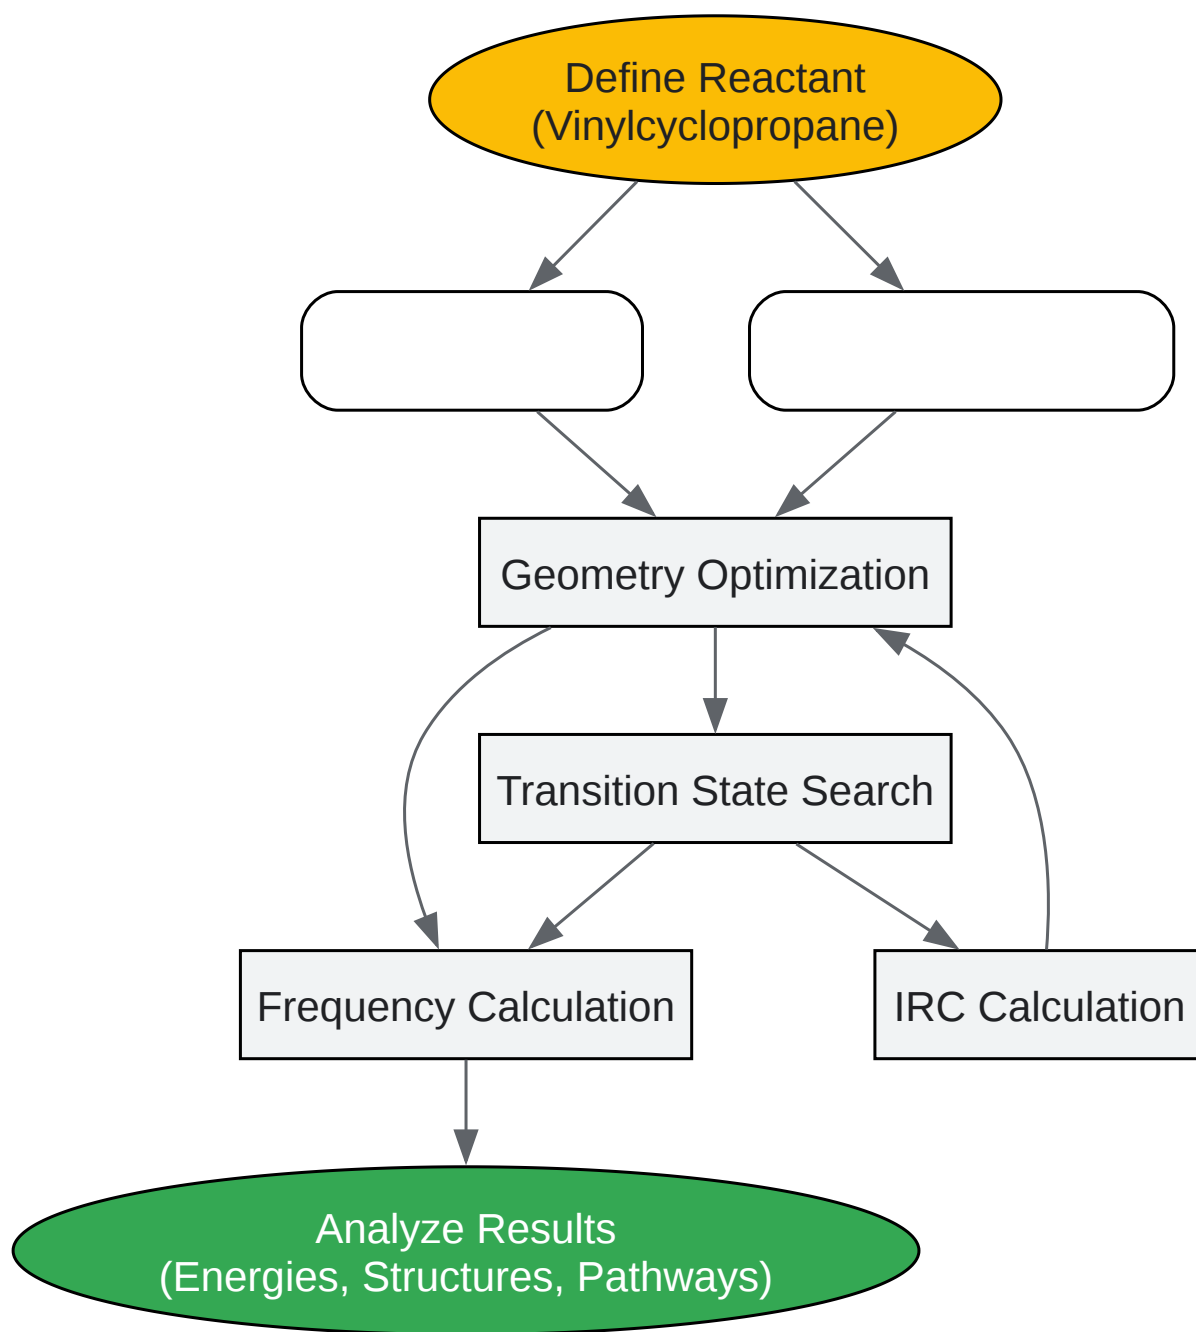 Define Reactant
(Vinylcyclopropane)
Geometry Optimization
Transition State Search
Frequency Calculation
IRC Calculation
Analyze Results
(Energies, Structures, Pathways)